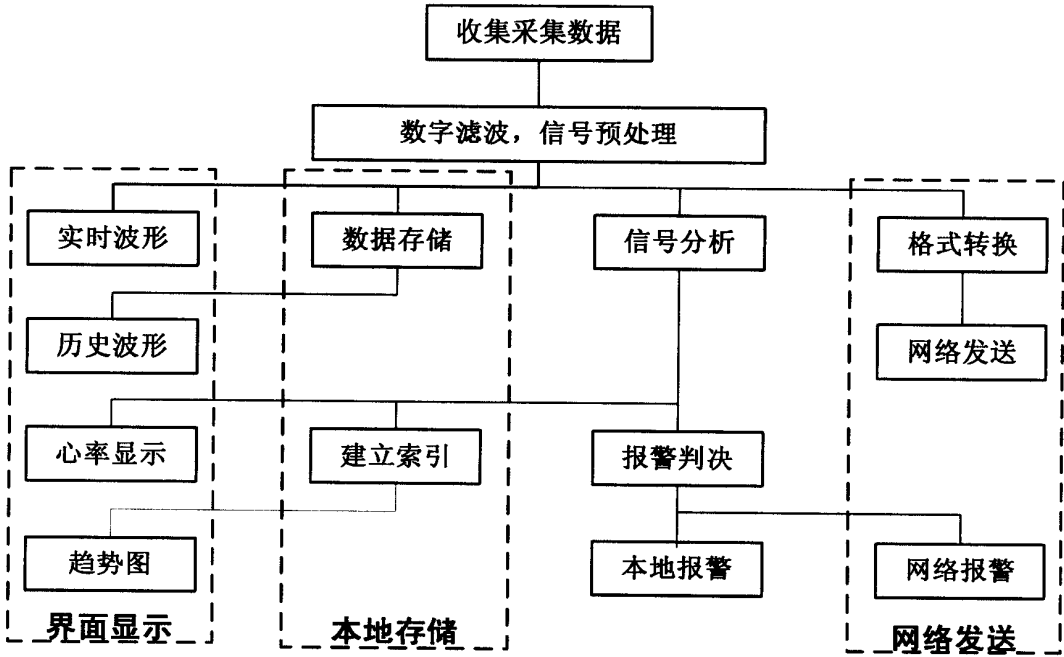 收集采集数据
数字滤波，信号预处理
实时波形
数据存储
信号分析
格式转换
历史波形
网络发送
心率显示
建立索引
报警判决
趋势图
本地报警
网络报警
界面显示
本地存储
网络发送